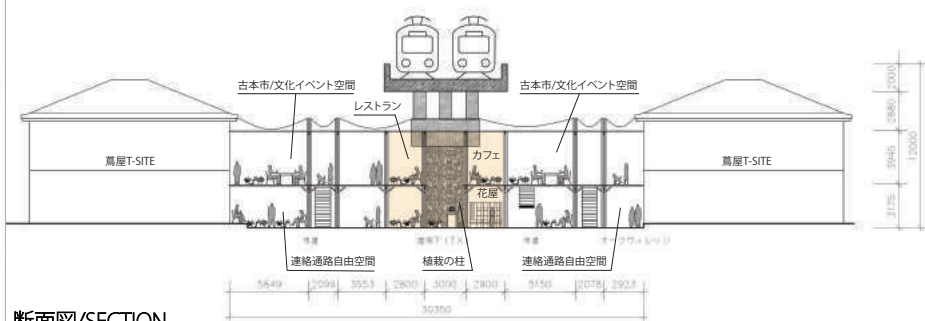 古本市/文化イベント空間
古本市/文化イベント空間
レストラン
蔦屋T-SITE
カフェ
蔦屋T-SITE
花屋
連絡通路自由空間
植栽の柱
連絡通路自由空間
5849 2099 3553 2800 3000 2800 5150 2078 2923
30350
2000
3945
3175
12000
断面図/SECTION